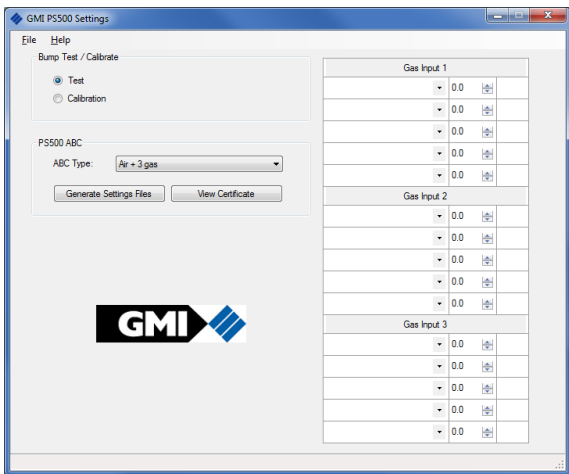 GMI PS500 Settings
File Help
Bump Test / Calibrate
Test
Calibration
PS500 ABC
ABC Type: Air + 3 gas
Generate Settings Files View Certificate
GMI
Gas Input 1
0.0
0.0
0.0
0.0
0.0
Gas Input 2
0.0
0.0
0.0
0.0
0.0
Gas Input 3
0.0
0.0
0.0
0.0
0.0